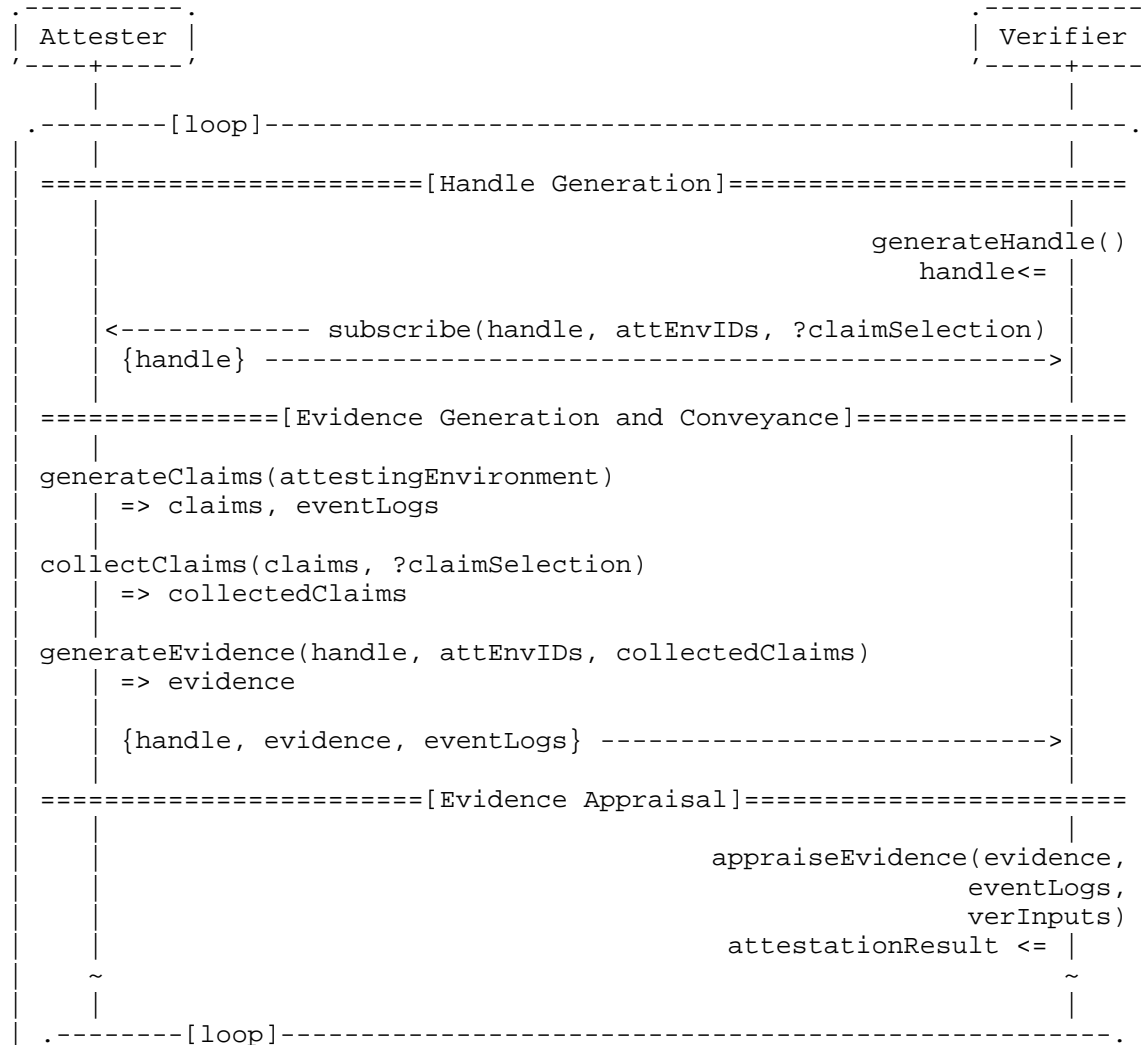 .----------.                                                .----------
| Attester |                                                | Verifier
'----+-----'                                                '-----+----
     |                                                            |
 .--------[loop]------------------------------------------------------.
|    |                                                            |
| ========================[Handle Generation]=========================
|    |                                                            |
|    |                                                generateHandle()
|    |                                                   handle<= |
|    |                                                            |
|    |<------------ subscribe(handle, attEnvIDs, ?claimSelection) |
|    | {handle} ------------------------------------------------->|
|    |                                                            |
| ===============[Evidence Generation and Conveyance]=================
|    |                                                            |
| generateClaims(attestingEnvironment)                            |
|    | => claims, eventLogs                                       |
|    |                                                            |
| collectClaims(claims, ?claimSelection)                          |
|    | => collectedClaims                                         |
|    |                                                            |
| generateEvidence(handle, attEnvIDs, collectedClaims)            |
|    | => evidence                                                |
|    |                                                            |
|    | {handle, evidence, eventLogs} ---------------------------->|
|    |                                                            |
| ========================[Evidence Appraisal]========================
|    |                                                            |
|    |                                      appraiseEvidence(evidence,
|    |                                                      eventLogs,
|    |                                                      verInputs)
|    |                                       attestationResult <= |
|    ~                                                            ~
|    |                                                            |
| .--------[loop]----------------------------------------------------.